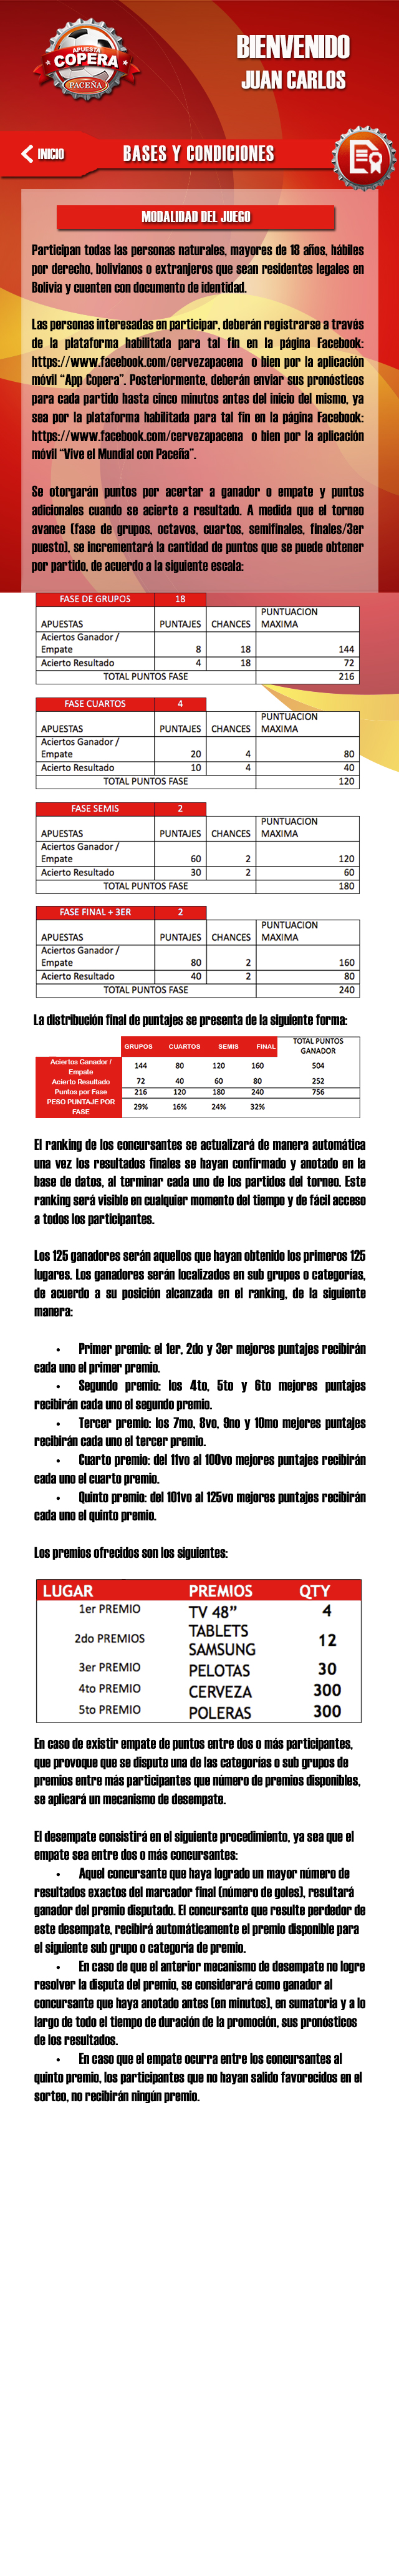 APUESTA
COPERA
PACEÑA
BIENVENIDO
JUAN CARLOS
INICIO
BASES Y CONDICIONES
MODALIDAD DEL JUEGO
Participan todas las personas naturales, mayores de 18 años, hábiles
por derecho, bolivianos o extranjeros que sean residentes legales en
Bolivia y cuenten con documento de identidad.
Las personas interesadas en participar, deberán registrarse a través
de la plataforma habilitada para tal fin en la página Facebook:
https://www.facebook.com/cervezapacena o bien por la aplicación
móvil “App Copera”. Posteriormente, deberán enviar sus pronósticos
para cada partido hasta cinco minutos antes del inicio del mismo, ya
sea por la plataforma habilitada para tal fin en la página Facebook:
https://www.facebook.com/cervezapacena o bien por la aplicación
móvil “Vive el Mundial con Paceña”.
Se otorgarán puntos por acertar a ganador o empate y puntos
adicionales cuando se acierte a resultado. A medida que el torneo
avance (fase de grupos, octavos, cuartos, semifinales, finales/3er
puesto), se incrementará la cantidad de puntos que se puede obtener
por partido, de acuerdo a la siguiente escala:
FASE DE GRUPOS 18
PUNTUACION
APUESTAS PUNTAJES CHANCES MAXIMA
Aciertos Ganador /
Empate 8 18 144
Acierto Resultado 4 18 72
TOTAL PUNTOS FASE 216
FASE CUARTOS 4
PUNTUACION
APUESTAS PUNTAJES CHANCES MAXIMA
Aciertos Ganador /
Empate 20 4 80
Acierto Resultado 10 4 40
TOTAL PUNTOS FASE 120
FASE SEMIS 2
PUNTUACION
APUESTAS PUNTAJES CHANCES MAXIMA
Aciertos Ganador /
Empate 60 2 120
Acierto Resultado 30 2 60
TOTAL PUNTOS FASE 180
FASE FINAL + 3ER 2
PUNTUACION
APUESTAS PUNTAJES CHANCES MAXIMA
Aciertos Ganador /
Empate 80 2 160
Acierto Resultado 40 2 80
TOTAL PUNTOS FASE 240
La distribución final de puntajes se presenta de la siguiente forma:
GRUPOS CUARTOS SEMIS FINAL TOTAL PUNTOS
GANADOR
Aciertos Ganador /
Empate 144 80 120 160 504
Acierto Resultado 72 40 60 80 252
Puntos por Fase 216 120 180 240 756
PESO PUNTAJE POR
FASE 29% 16% 24% 32%
El ranking de los concursantes se actualizará de manera automática
una vez los resultados finales se hayan confirmado y anotado en la
base de datos, al terminar cada uno de los partidos del torneo. Este
ranking será visible en cualquier momento del tiempo y de fácil acceso
a todos los participantes.
Los 125 ganadores serán aquellos que hayan obtenido los primeros 125
lugares. Los ganadores serán localizados en sub grupos o categorías,
de acuerdo a su posición alcanzada en el ranking, de la siguiente
manera:
• Primer premio: el 1er, 2do y 3er mejores puntajes recibirán
cada uno el primer premio.
• Segundo premio: los 4to, 5to y 6to mejores puntajes
recibirán cada uno el segundo premio.
• Tercer premio: los 7mo, 8vo, 9no y 10mo mejores puntajes
recibirán cada uno el tercer premio.
• Cuarto premio: del 11vo al 100vo mejores puntajes recibirán
cada uno el cuarto premio.
• Quinto premio: del 101vo al 125vo mejores puntajes recibirán
cada uno el quinto premio.
Los premios ofrecidos son los siguientes:
LUGAR PREMIOS QTY
1er PREMIO TV 48” 4
2do PREMIOS TABLETS
SAMSUNG 12
3er PREMIO PELOTAS 30
4to PREMIO CERVEZA 300
5to PREMIO POLERAS 300
En caso de existir empate de puntos entre dos o más participantes,
que provoque que se dispute una de las categorías o sub grupos de
premios entre más participantes que número de premios disponibles,
se aplicará un mecanismo de desempate.
El desempate consistirá en el siguiente procedimiento, ya sea que el
empate sea entre dos o más concursantes:
• Aquel concursante que haya logrado un mayor número de
resultados exactos del marcador final (número de goles), resultará
ganador del premio disputado. El concursante que resulte perdedor de
este desempate, recibirá automáticamente el premio disponible para
el siguiente sub grupo o categoría de premio.
• En caso de que el anterior mecanismo de desempate no logre
resolver la disputa del premio, se considerará como ganador al
concursante que haya anotado antes (en minutos), en sumatoria y a lo
largo de todo el tiempo de duración de la promoción, sus pronósticos
de los resultados.
• En caso que el empate ocurra entre los concursantes al
quinto premio, los participantes que no hayan salido favorecidos en el
sorteo, no recibirán ningún premio.